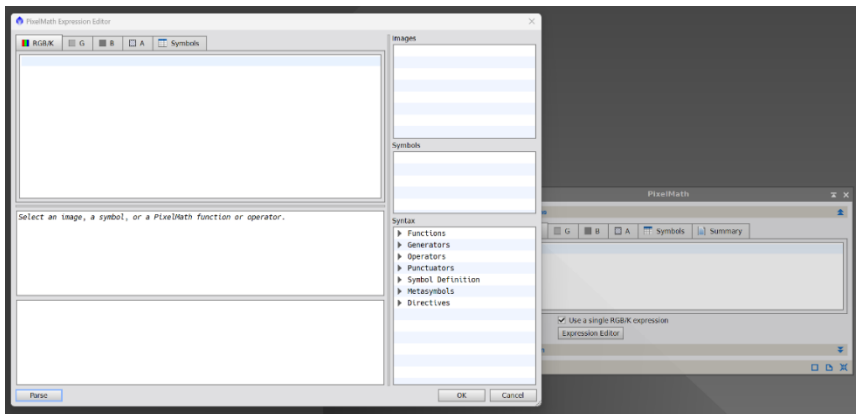 PixelMath Expression Editor
RGB/K G B A Symbols
Select an image, a symbol, or a PixelMath function or operator.
Parse
Images
Symbols
Syntax
Functions
Generators
Operators
Punctuators
Symbol Definition
Metasymbols
Directives
OK Cancel
PixelMath
G B A Symbols Summary
Use a single RGB/K expression
Expression Editor